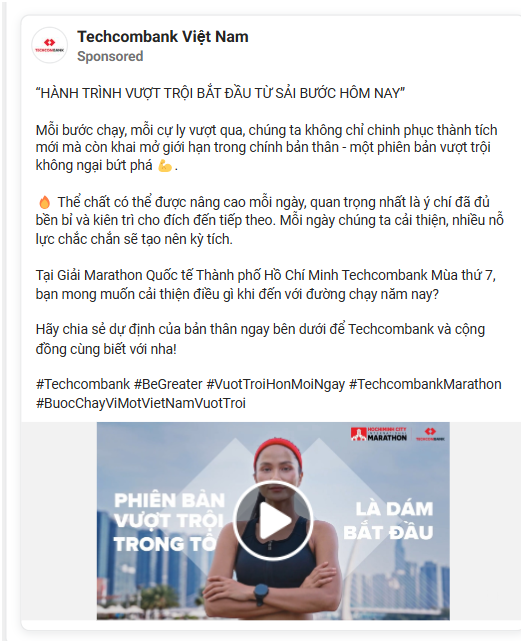 TECHCOMBANK
Techcombank Việt Nam
Sponsored
“HÀNH TRÌNH VƯỢT TRỘI BẮT ĐẦU TỪ SẢI BƯỚC HÔM NAY”
Mỗi bước chạy, mỗi cự ly vượt qua, chúng ta không chỉ chinh phục thành tích
mới mà còn khai mở giới hạn trong chính bản thân - một phiên bản vượt trội
không ngại bứt phá 💪.
🔥 Thể chất có thể được nâng cao mỗi ngày, quan trọng nhất là ý chí đã đủ
bền bỉ và kiên trì cho đích đến tiếp theo. Mỗi ngày chúng ta cải thiện, nhiều nỗ
lực chắc chắn sẽ tạo nên kỳ tích.
Tại Giải Marathon Quốc tế Thành phố Hồ Chí Minh Techcombank Mùa thứ 7,
bạn mong muốn cải thiện điều gì khi đến với đường chạy năm nay?
Hãy chia sẻ dự định của bản thân ngay bên dưới để Techcombank và cộng
đồng cùng biết với nha!
#Techcombank #BeGreater #VuotTroiHonMoiNgay #TechcombankMarathon
#BuocChayViMotVietNamVuotTroi
HO CHI MINH CITY
INTERNATIONAL
MARATHON
TECHCOMBANK
PHIÊN BẢN
VƯỢT TRỘI
TRONG TÔI
LÀ DÁM
BẮT ĐẦU